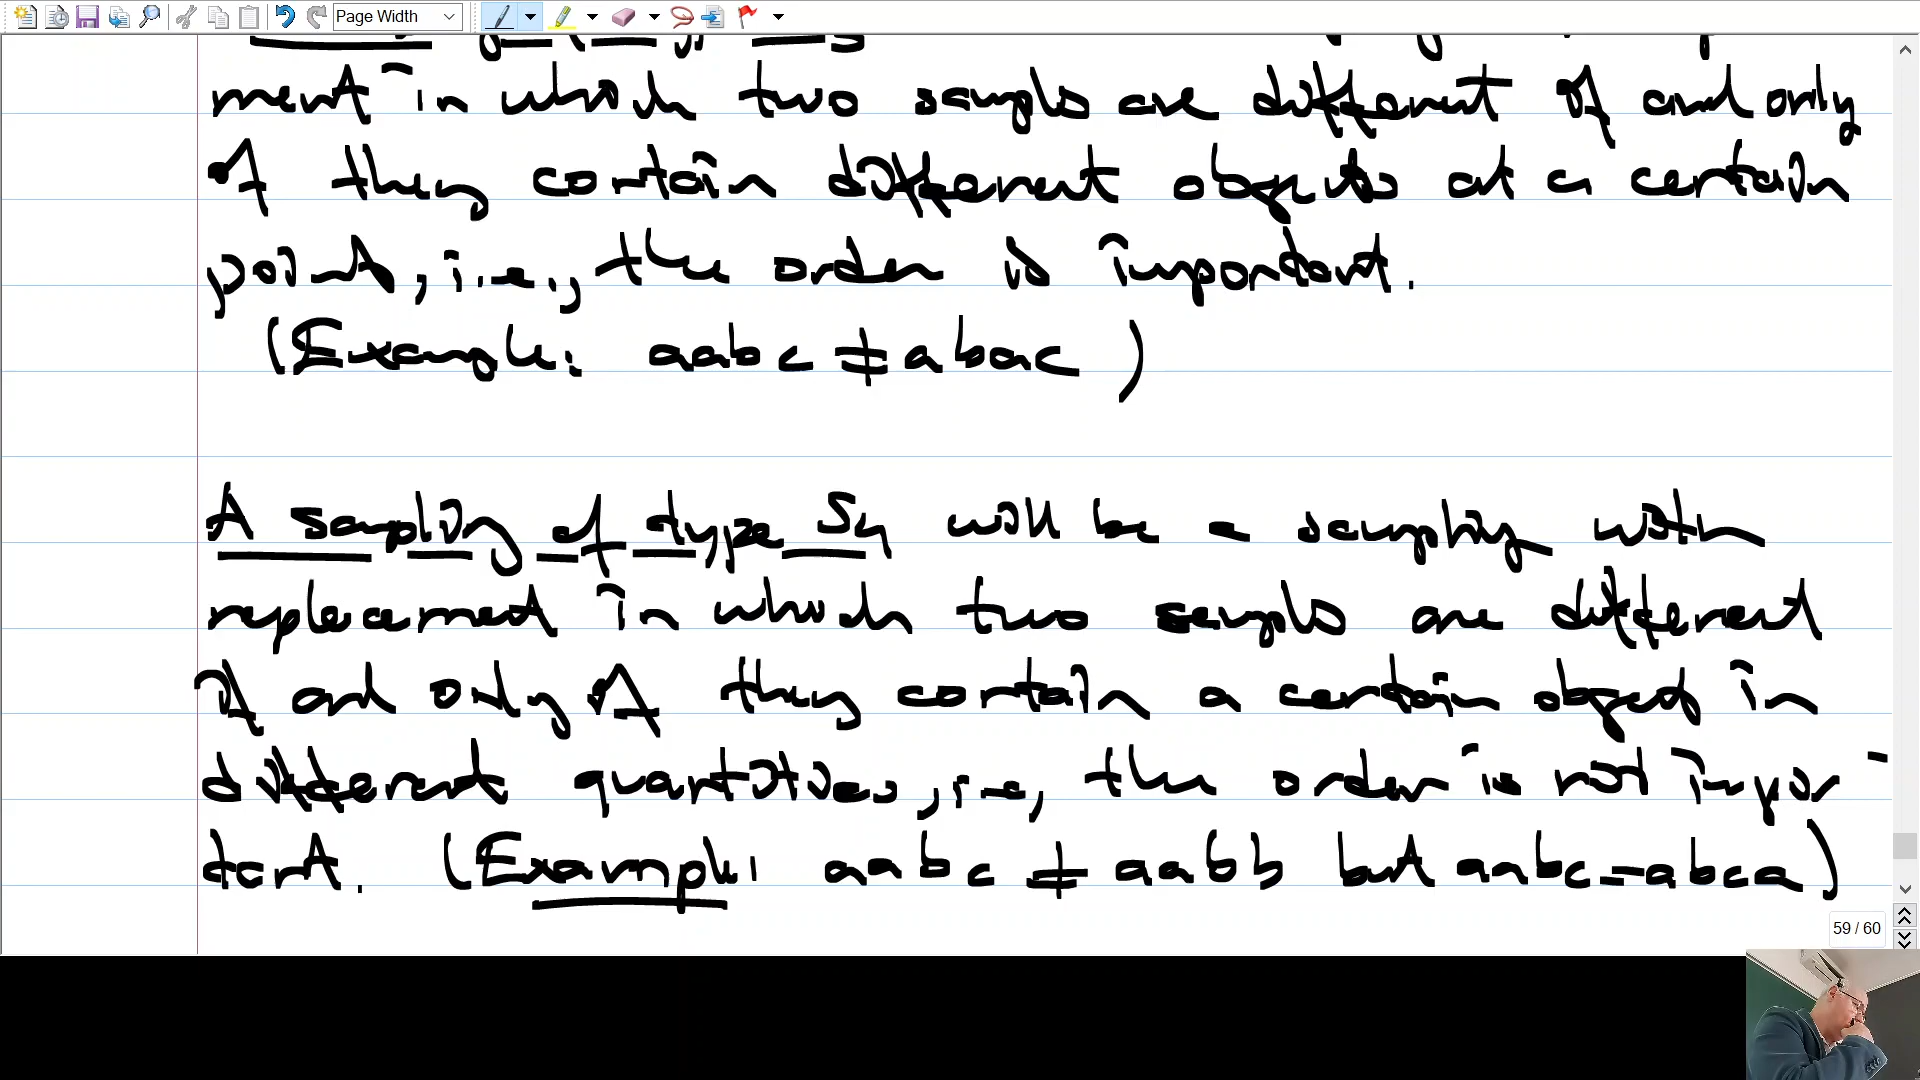 Page Width
ment in which two samples are different if and only
if they contain different objects at a certain
point, i.e., the order is important.
(Example: aabc ≠ abac)
A sampling of type S4 will be a sampling with
replacement in which two samples are different
if and only if they contain a certain object in
different quantities, i.e, the order is not impor-
tant. (Example: aabc ≠ aabb but aabc = abca)
59 / 60